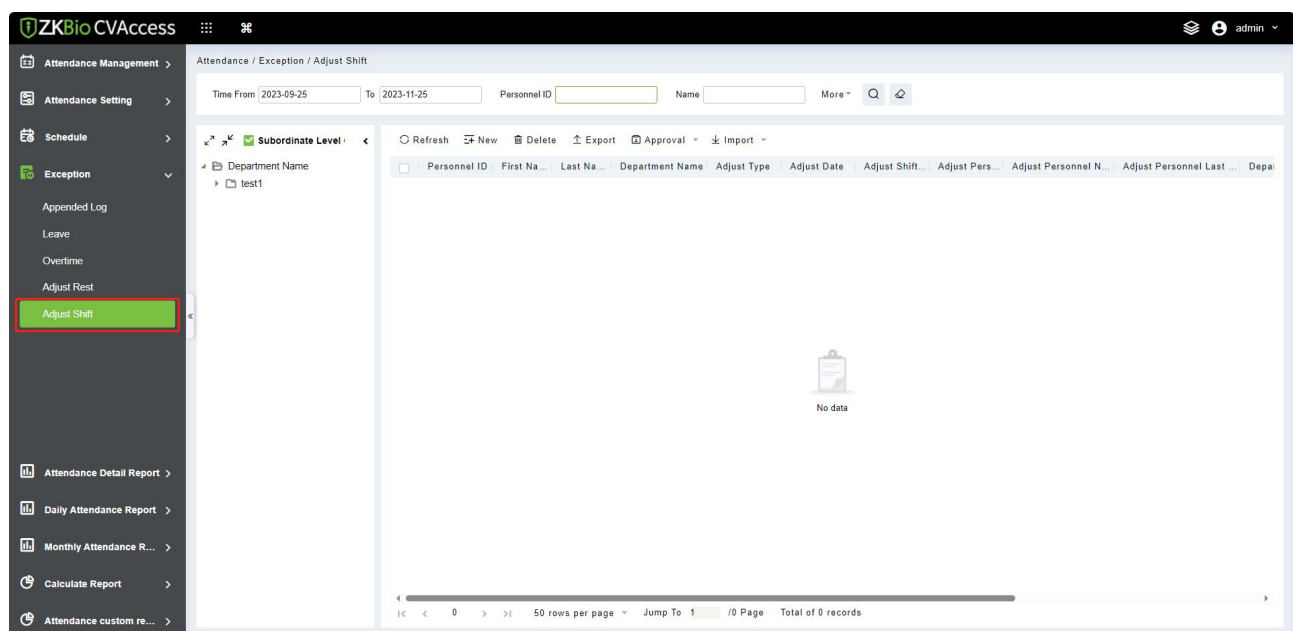 ZKBio CVAccess
admin
Attendance Management
Attendance Setting
Schedule
Exception
Appended Log
Leave
Overtime
Adjust Rest
Adjust Shift
Attendance Detail Report
Daily Attendance Report
Monthly Attendance R...
Calculate Report
Attendance custom re...
Attendance / Exception / Adjust Shift
Time From 2023-09-25 To 2023-11-25 Personnel ID Name More
Subordinate Level
Department Name
test1
Refresh New Delete Export Approval Import
Personnel ID First Na... Last Na... Department Name Adjust Type Adjust Date Adjust Shift... Adjust Pers... Adjust Personnel N... Adjust Personnel Last ... Depa
No data
0 50 rows per page Jump To 1 /0 Page Total of 0 records